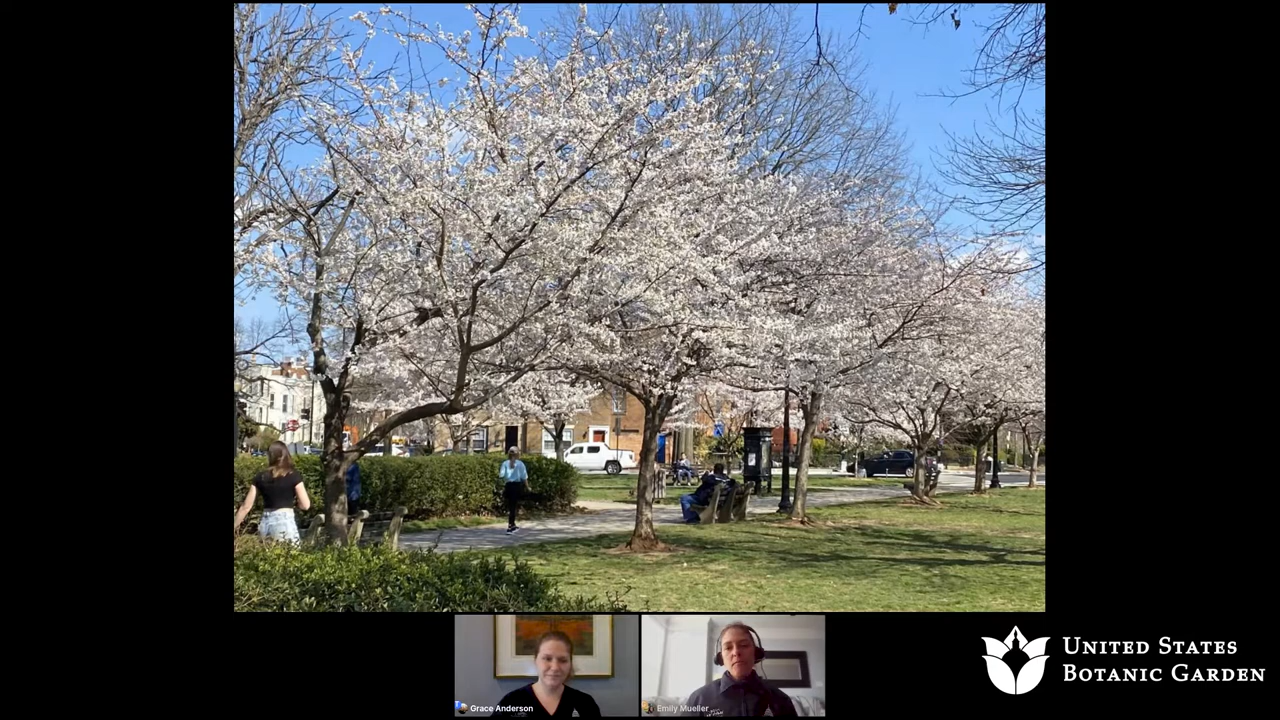 Grace Anderson
Emily Mueller
United States
Botanic Garden